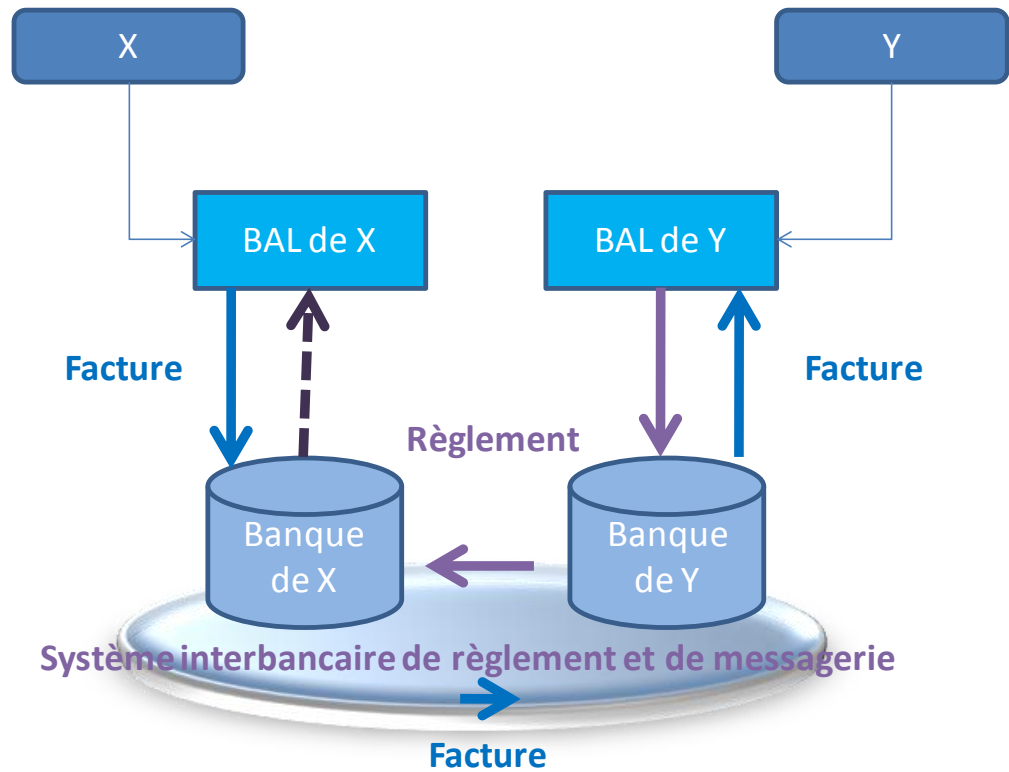 X
Y
BAL de X
BAL de Y
Facture
Facture
Règlement
Banque
de X
Banque
de Y
Système interbancaire de règlement et de messagerie
Facture